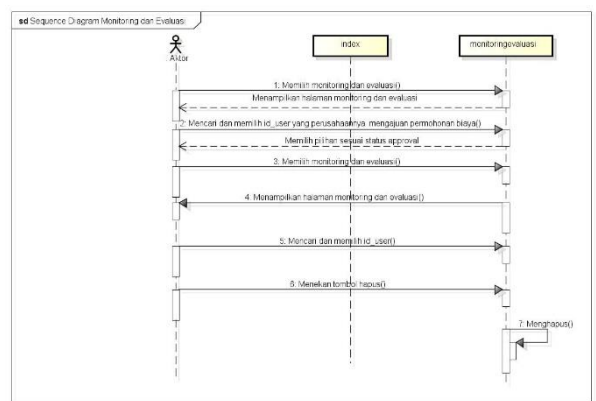 sd Sequence Diagram Monitoring dan Evaluasi
Aktor
index
monitoringevaluasi
1: Memilih monitoring dan evaluasi()
Menampilkan halaman monitoring dan evaluasi
2: Mencari dan memilih id_user yang perusahaannya mengajuan permohonan biaya()
Memilih pilihan sesuai status approval
3: Memilih monitoring dan evaluasi()
4: Menampilkan halaman monitoring dan evaluasi()
5: Mencari dan memilih id_user()
6: Menekan tombol hapus()
7: Menghapus()